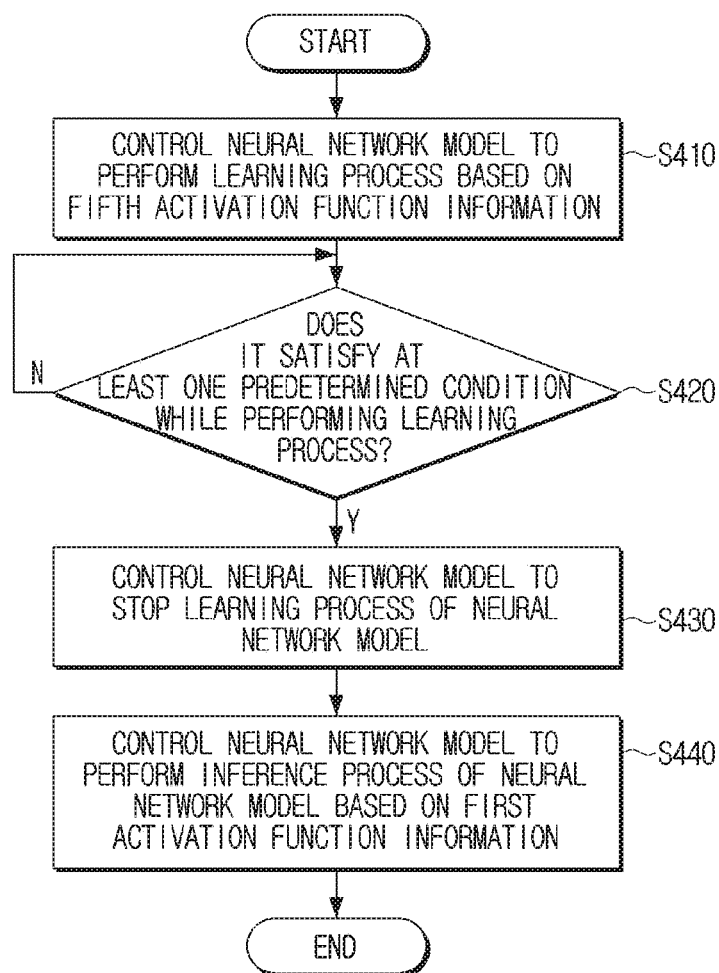 START
CONTROL NEURAL NETWORK MODEL TO
PERFORM LEARNING PROCESS BASED ON
FIFTH ACTIVATION FUNCTION INFORMATION
S410
DOES
IT SATISFY AT
LEAST ONE PREDETERMINED CONDITION
WHILE PERFORMING LEARNING
PROCESS?
S420
N
Y
CONTROL NEURAL NETWORK MODEL TO
STOP LEARNING PROCESS OF NEURAL
NETWORK MODEL
S430
CONTROL NEURAL NETWORK MODEL TO
PERFORM INFERENCE PROCESS OF NEURAL
NETWORK MODEL BASED ON FIRST
ACTIVATION FUNCTION INFORMATION
S440
END